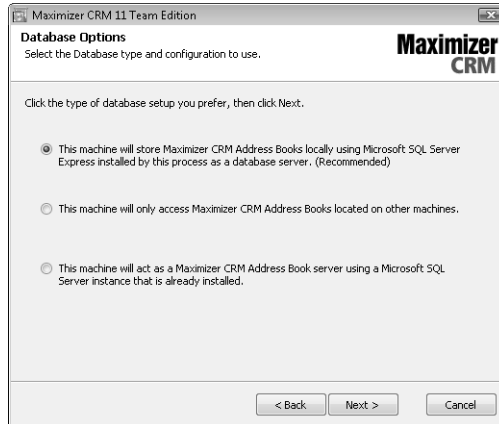 Maximizer CRM 11 Team Edition
Database Options
Select the Database type and configuration to use.
Maximizer
CRM
Click the type of database setup you prefer, then click Next.
This machine will store Maximizer CRM Address Books locally using Microsoft SQL Server
Express installed by this process as a database server. (Recommended)
This machine will only access Maximizer CRM Address Books located on other machines.
This machine will act as a Maximizer CRM Address Book server using a Microsoft SQL
Server instance that is already installed.
< Back
Next >
Cancel